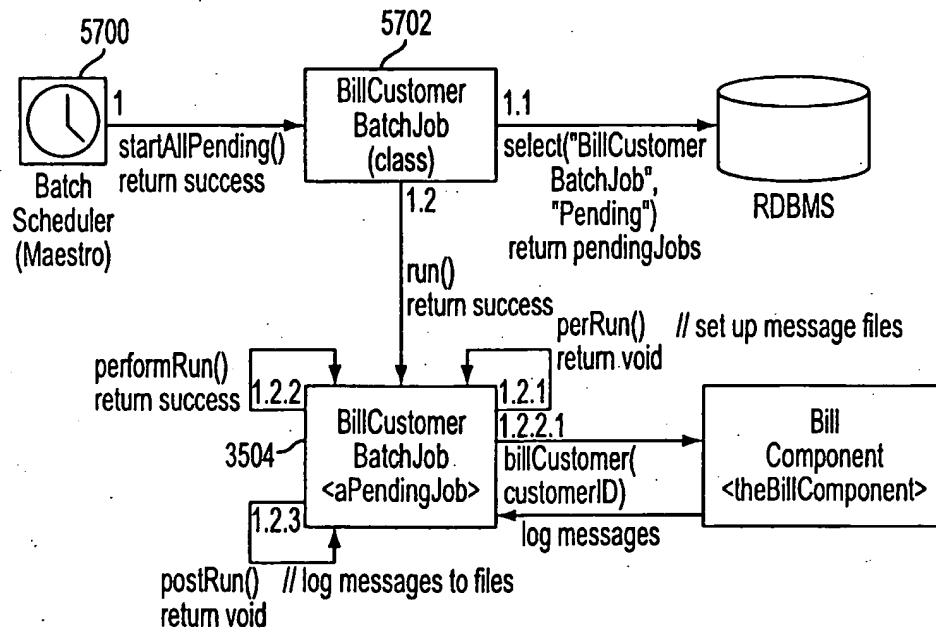 5700
5702
1
startAllPending()
return success
Batch
Scheduler
(Maestro)
BillCustomer
BatchJob
(class)
1.1
select("BillCustomer
BatchJob",
"Pending")
return pendingJobs
RDBMS
1.2
run()
return success
perRun() // set up message files
return void
performRun()
return success
1.2.2
1.2.1
3504
BillCustomer
BatchJob
<aPendingJob>
1.2.2.1
billCustomer(
customerID)
log messages
Bill
Component
<theBillComponent>
1.2.3
postRun() // log messages to files
return void